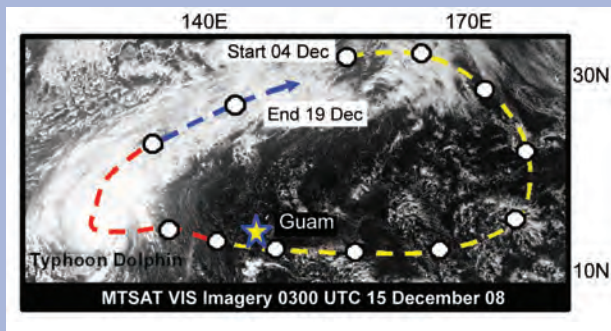 140E 170E
Start 04 Dec
30N
End 19 Dec
Guam
Typhoon Dolphin
10N
MTSAT VIS Imagery 0300 UTC 15 December 08